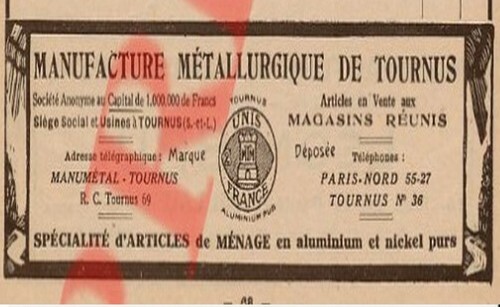 MANUFACTURE MÉTALLURGIQUE DE TOURNUS
Société Anonyme au Capital de 1.000.000 de Francs
Siège Social et Usines à TOURNUS (S.-et-L.)
Adresse télégraphique : Marque
MANUMÉTAL - TOURNUS
R. C. Tournus 69
TOURNUS
UNIS
FRANCE
ALUMINIUM PUR
Articles en Vente aux
MAGASINS RÉUNIS
Déposée Téléphones :
PARIS-NORD 55-27
TOURNUS Nº 36
SPÉCIALITÉ d'ARTICLES de MÉNAGE en aluminium et nickel purs